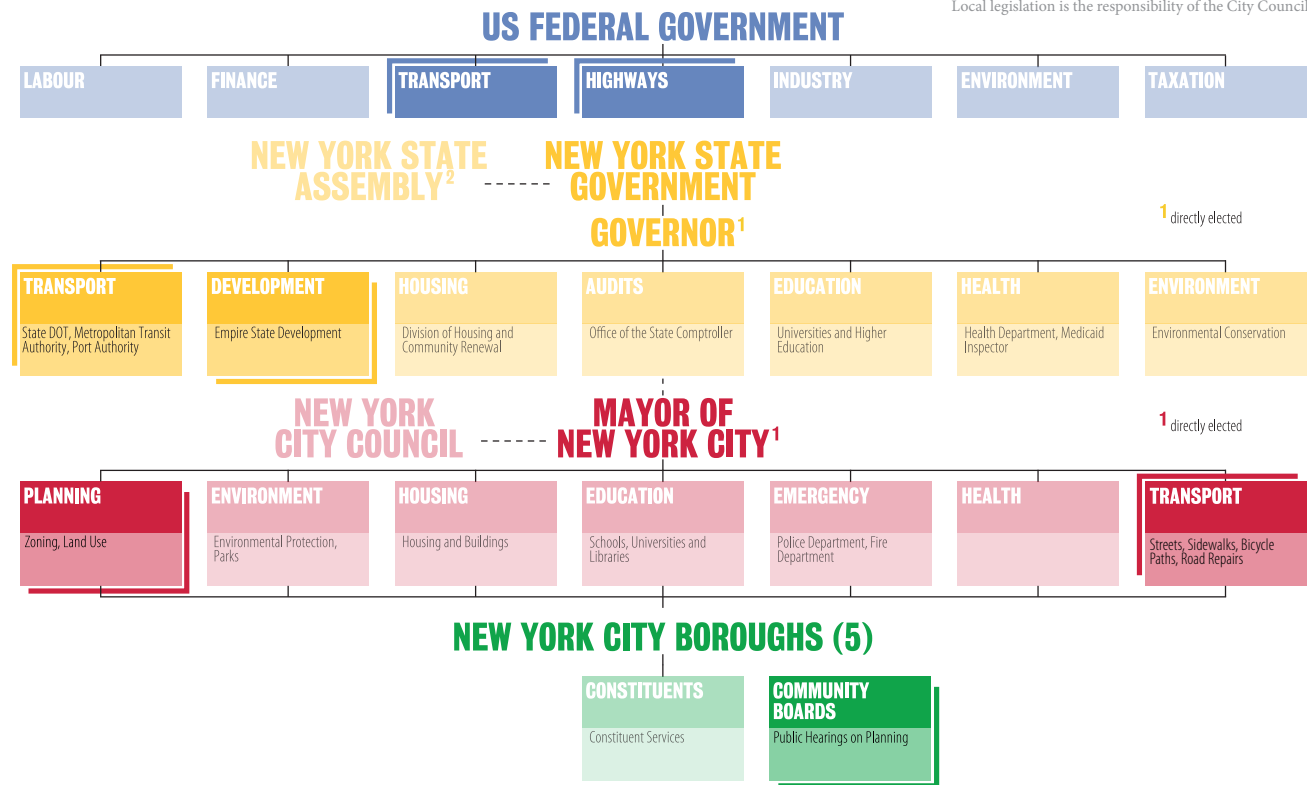 Local legislation is the responsibility of the City Council
US FEDERAL GOVERNMENT
LABOUR
FINANCE
TRANSPORT
HIGHWAYS
INDUSTRY
ENVIRONMENT
TAXATION
NEW YORK STATE
ASSEMBLY²
NEW YORK STATE
GOVERNMENT
GOVERNOR¹
1 directly elected
TRANSPORT
State DOT, Metropolitan Transit
Authority, Port Authority
DEVELOPMENT
Empire State Development
HOUSING
Division of Housing and
Community Renewal
AUDITS
Office of the State Comptroller
EDUCATION
Universities and Higher
Education
HEALTH
Health Department, Medicaid
Inspector
ENVIRONMENT
Environmental Conservation
NEW YORK
CITY COUNCIL
MAYOR OF
NEW YORK CITY¹
1 directly elected
PLANNING
Zoning, Land Use
ENVIRONMENT
Environmental Protection,
Parks
HOUSING
Housing and Buildings
EDUCATION
Schools, Universities and
Libraries
EMERGENCY
Police Department, Fire
Department
HEALTH
TRANSPORT
Streets, Sidewalks, Bicycle
Paths, Road Repairs
NEW YORK CITY BOROUGHS (5)
CONSTITUENTS
Constituent Services
COMMUNITY
BOARDS
Public Hearings on Planning